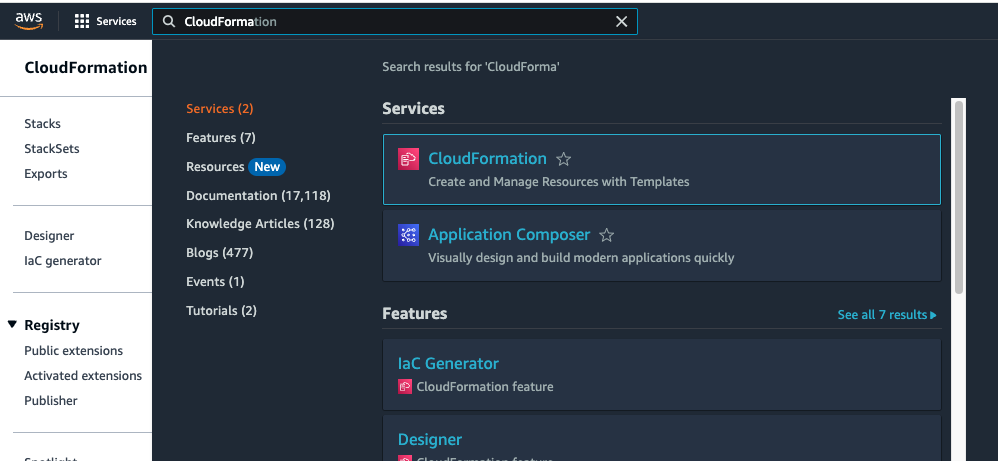 aws
Services
CloudFormation
CloudFormation
Stacks
StackSets
Exports
Designer
IaC generator
Registry
Public extensions
Activated extensions
Publisher
Spotlight
Search results for 'CloudForma'
Services (2)
Features (7)
Resources New
Documentation (17,118)
Knowledge Articles (128)
Blogs (477)
Events (1)
Tutorials (2)
Services
CloudFormation
Create and Manage Resources with Templates
Application Composer
Visually design and build modern applications quickly
Features
See all 7 results
IaC Generator
CloudFormation feature
Designer
CloudFormation feature